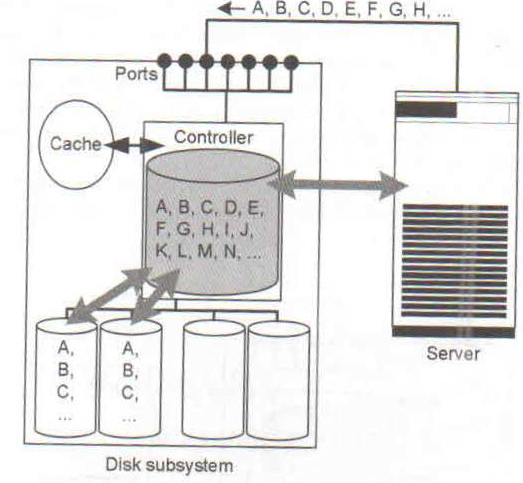 A, B, C, D, E, F, G, H, ...
Ports
Cache
Controller
A, B, C, D, E,
F, G, H, I, J,
K, L, M, N, ...
A,
B,
C,
...
A,
B,
C,
...
Server
Disk subsystem